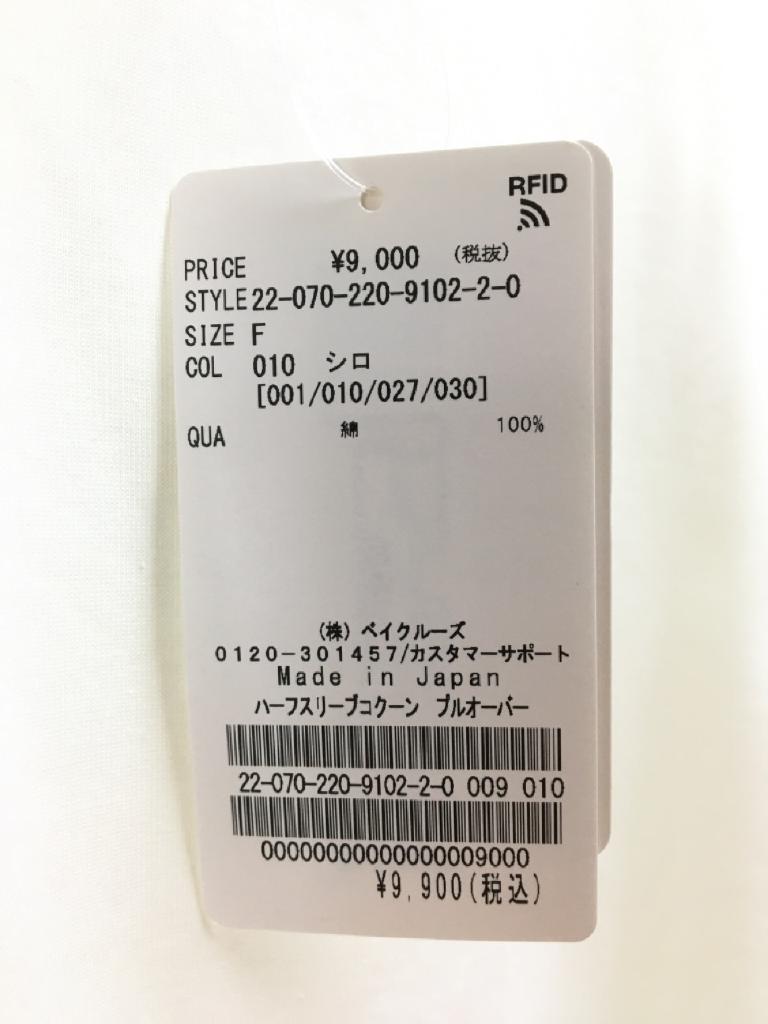 RFID
PRICE ¥9,000 (税抜)
STYLE 22-070-220-9102-2-0
SIZE F
COL 010 シロ
[001/010/027/030]
QUA 綿 100%
(株) ベイクルーズ
0120-301457/カスタマーサポート
Made in Japan
ハーフスリーブコクーン プルオーバー
22-070-220-9102-2-0 009 010
00000000000000009000
¥9,900(税込)